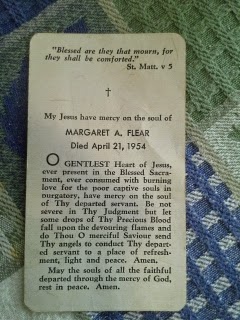 "Blessed are they that mourn, for
they shall be comforted."
St. Matt. v 5
My Jesus have mercy on the soul of
MARGARET A. FLEAR
Died April 21, 1954
O GENTLEST Heart of Jesus,
ever present in the Blessed Sacra-
ment, ever consumed with burning
love for the poor captive souls in
purgatory, have mercy on the soul
of Thy departed servant. Be not
severe in Thy Judgment but let
some drops of Thy Precious Blood
fall upon the devouring flames and
do Thou O merciful Saviour send
Thy angels to conduct Thy depart-
ed servant to a place of refresh-
ment, light and peace. Amen.
May the souls of all the faithful
departed through the mercy of God,
rest in peace. Amen.